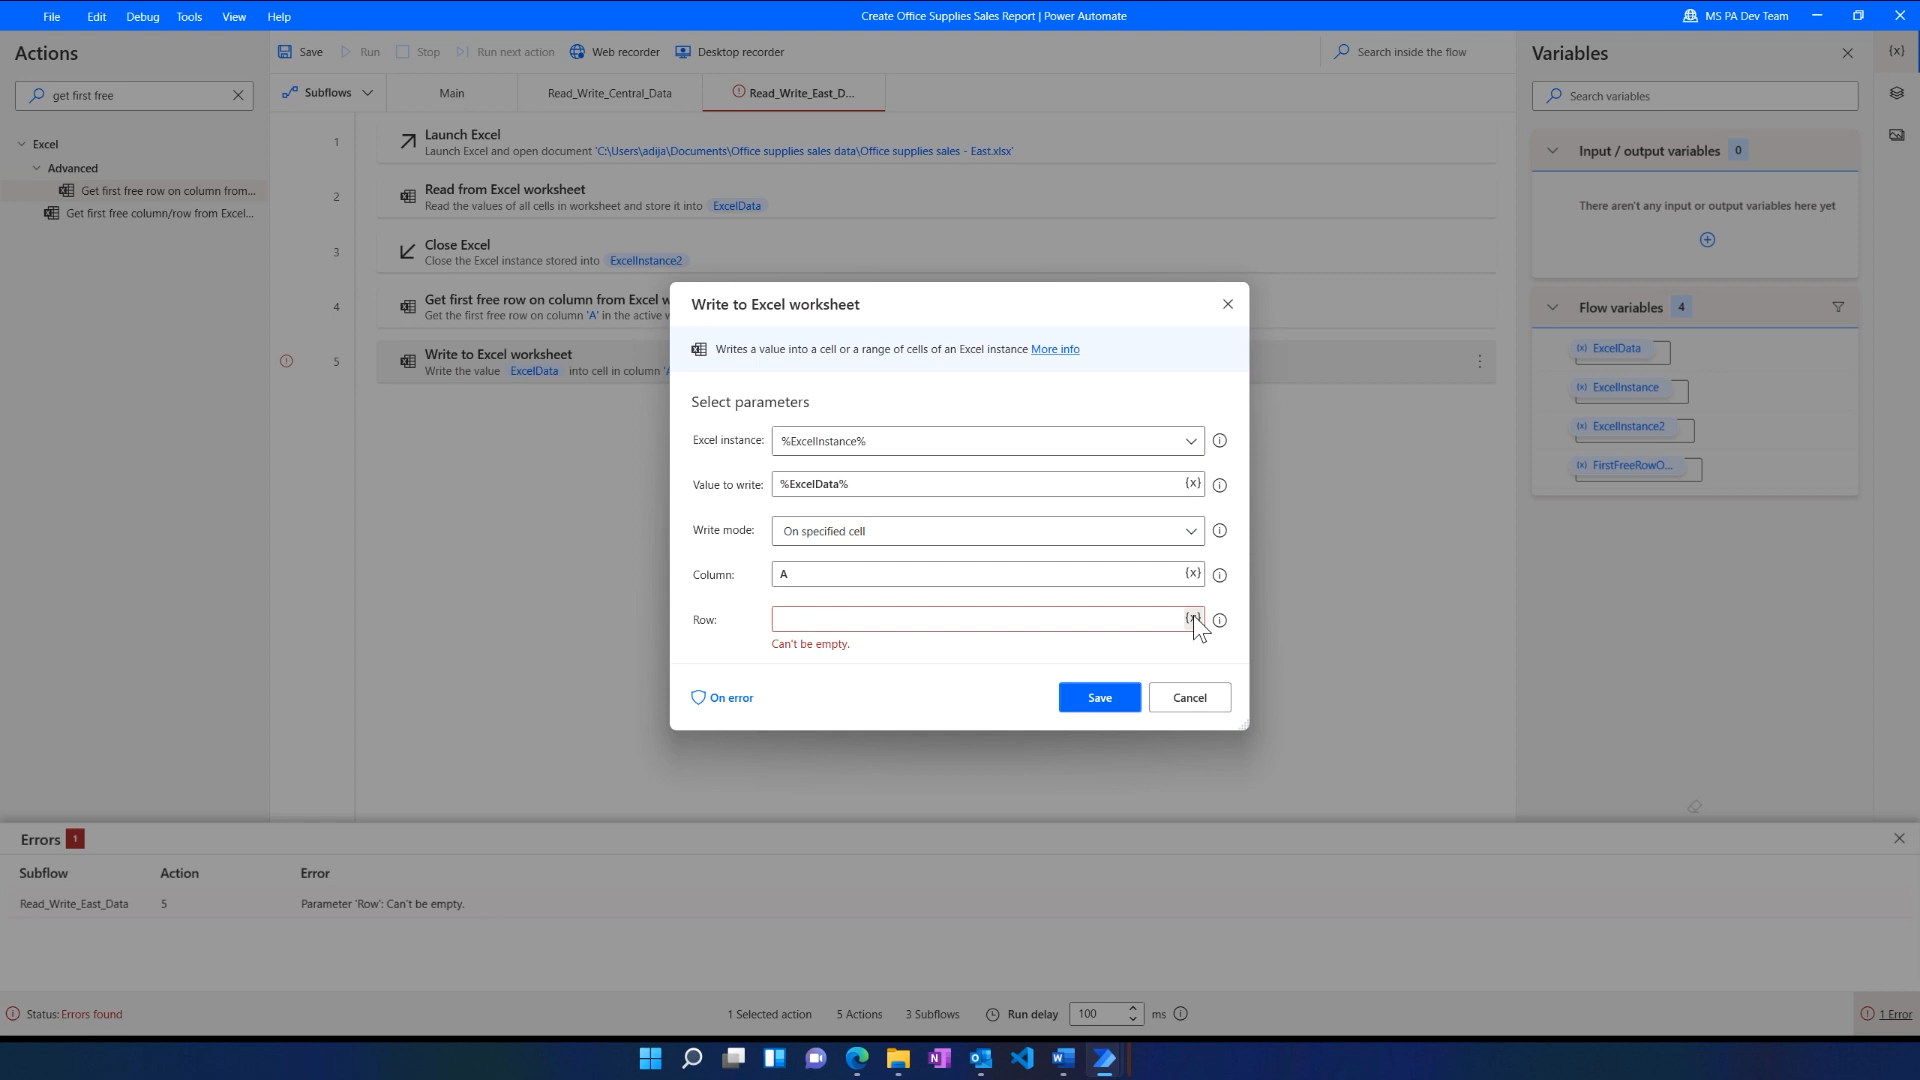 File Edit Debug Tools View Help
Create Office Supplies Sales Report | Power Automate
MS PA Dev Team
Actions
get first free
Excel
Advanced
Get first free row on column from...
Get first free column/row from Excel...
Save Run Stop Run next action Web recorder Desktop recorder
Search inside the flow
Subflows Main Read_Write_Central_Data Read_Write_East_D...
1
Launch Excel
Launch Excel and open document 'C:\Users\adija\Documents\Office supplies sales data\Office supplies sales - East.xlsx'
2
Read from Excel worksheet
Read the values of all cells in worksheet and store it into ExcelData
3
Close Excel
Close the Excel instance stored into ExcelInstance2
4
Get first free row on column from Excel w
Get the first free row on column 'A' in the active
5
Write to Excel worksheet
Write the value ExcelData into cell in column
Write to Excel worksheet
Writes a value into a cell or a range of cells of an Excel instance More info
Select parameters
Excel instance: %ExcelInstance%
Value to write: %ExcelData% {x}
Write mode: On specified cell
Column: A {x}
Row:
Can't be empty.
On error
Save Cancel
Variables
{x}
Search variables
Input / output variables 0
There aren't any input or output variables here yet
Flow variables 4
{x} ExcelData
{x} ExcelInstance
{x} ExcelInstance2
{x} FirstFreeRowO...
Errors 1
Subflow Action Error
Read_Write_East_Data 5 Parameter 'Row': Can't be empty.
Status: Errors found
1 Selected action 5 Actions 3 Subflows Run delay 100 ms
1 Error